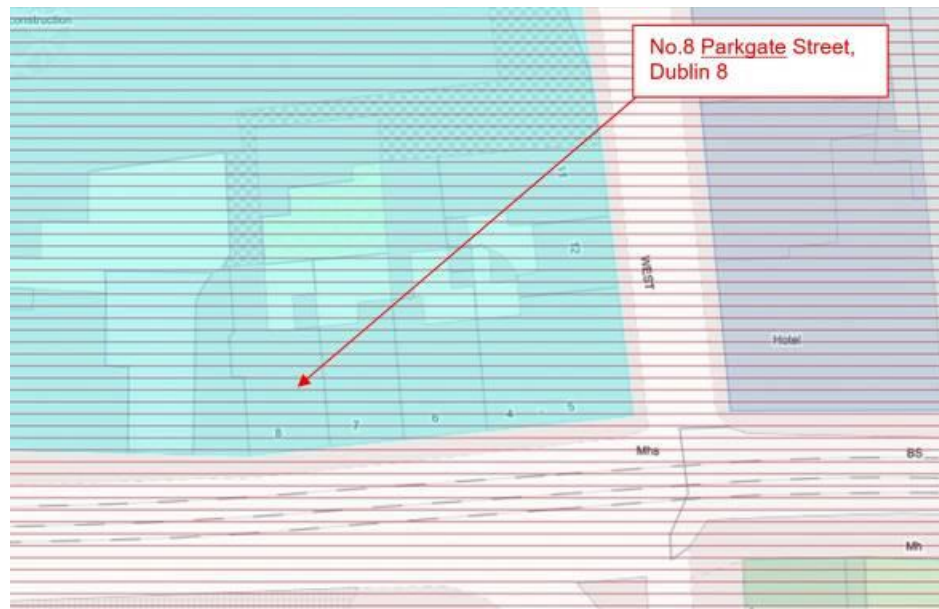 construction
No.8 Parkgate Street,
Dublin 8
11
12
WEST
Hotel
8
7
6
4
5
Mhs
BS
Mh